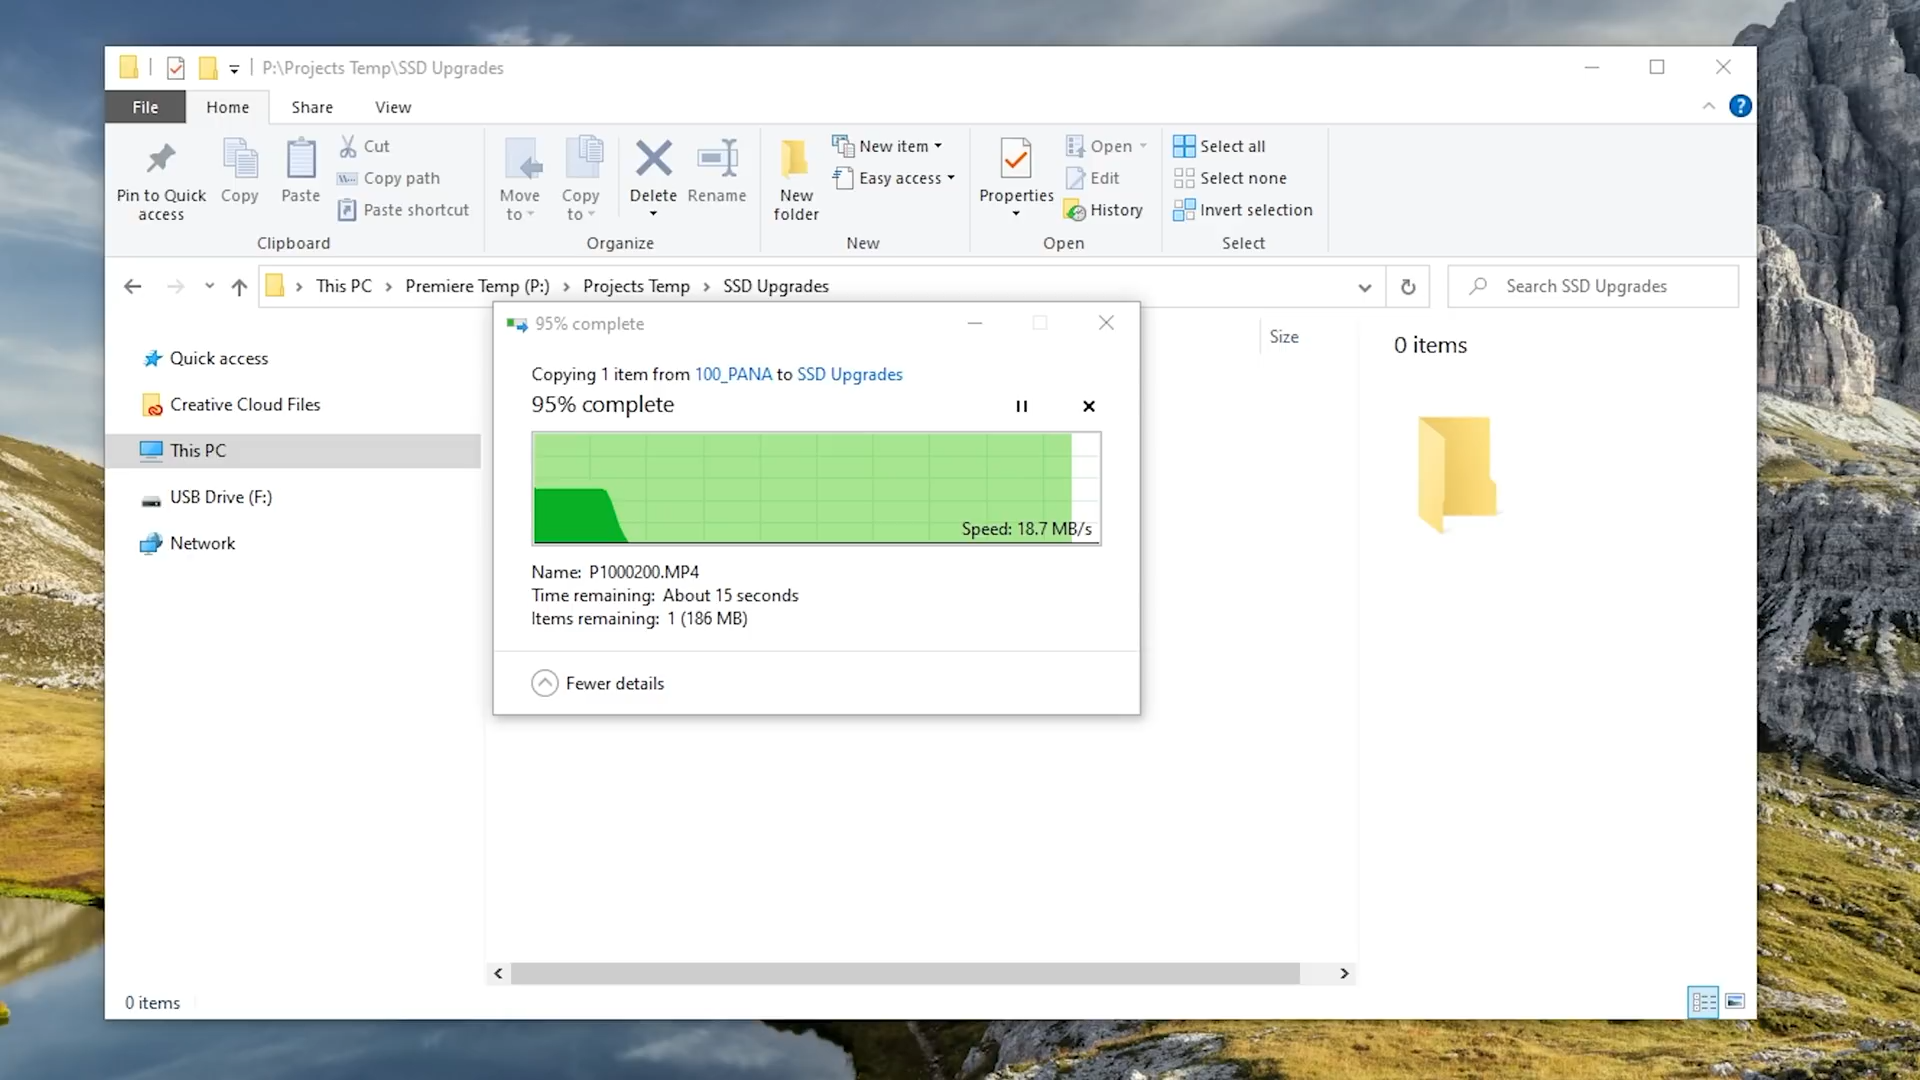 P:\Projects Temp\SSD Upgrades
File Home Share View
Pin to Quick access
Copy
Paste
Cut
Copy path
Paste shortcut
Clipboard
Move to
Copy to
Delete
Rename
Organize
New folder
New item
Easy access
New
Properties
Open
Edit
History
Open
Select all
Select none
Invert selection
Select
This PC > Premiere Temp (P:) > Projects Temp > SSD Upgrades
Search SSD Upgrades
Quick access
Creative Cloud Files
This PC
USB Drive (F:)
Network
Size
0 items
95% complete
Copying 1 item from 100_PANA to SSD Upgrades
95% complete
Speed: 18.7 MB/s
Name: P1000200.MP4
Time remaining: About 15 seconds
Items remaining: 1 (186 MB)
Fewer details
0 items